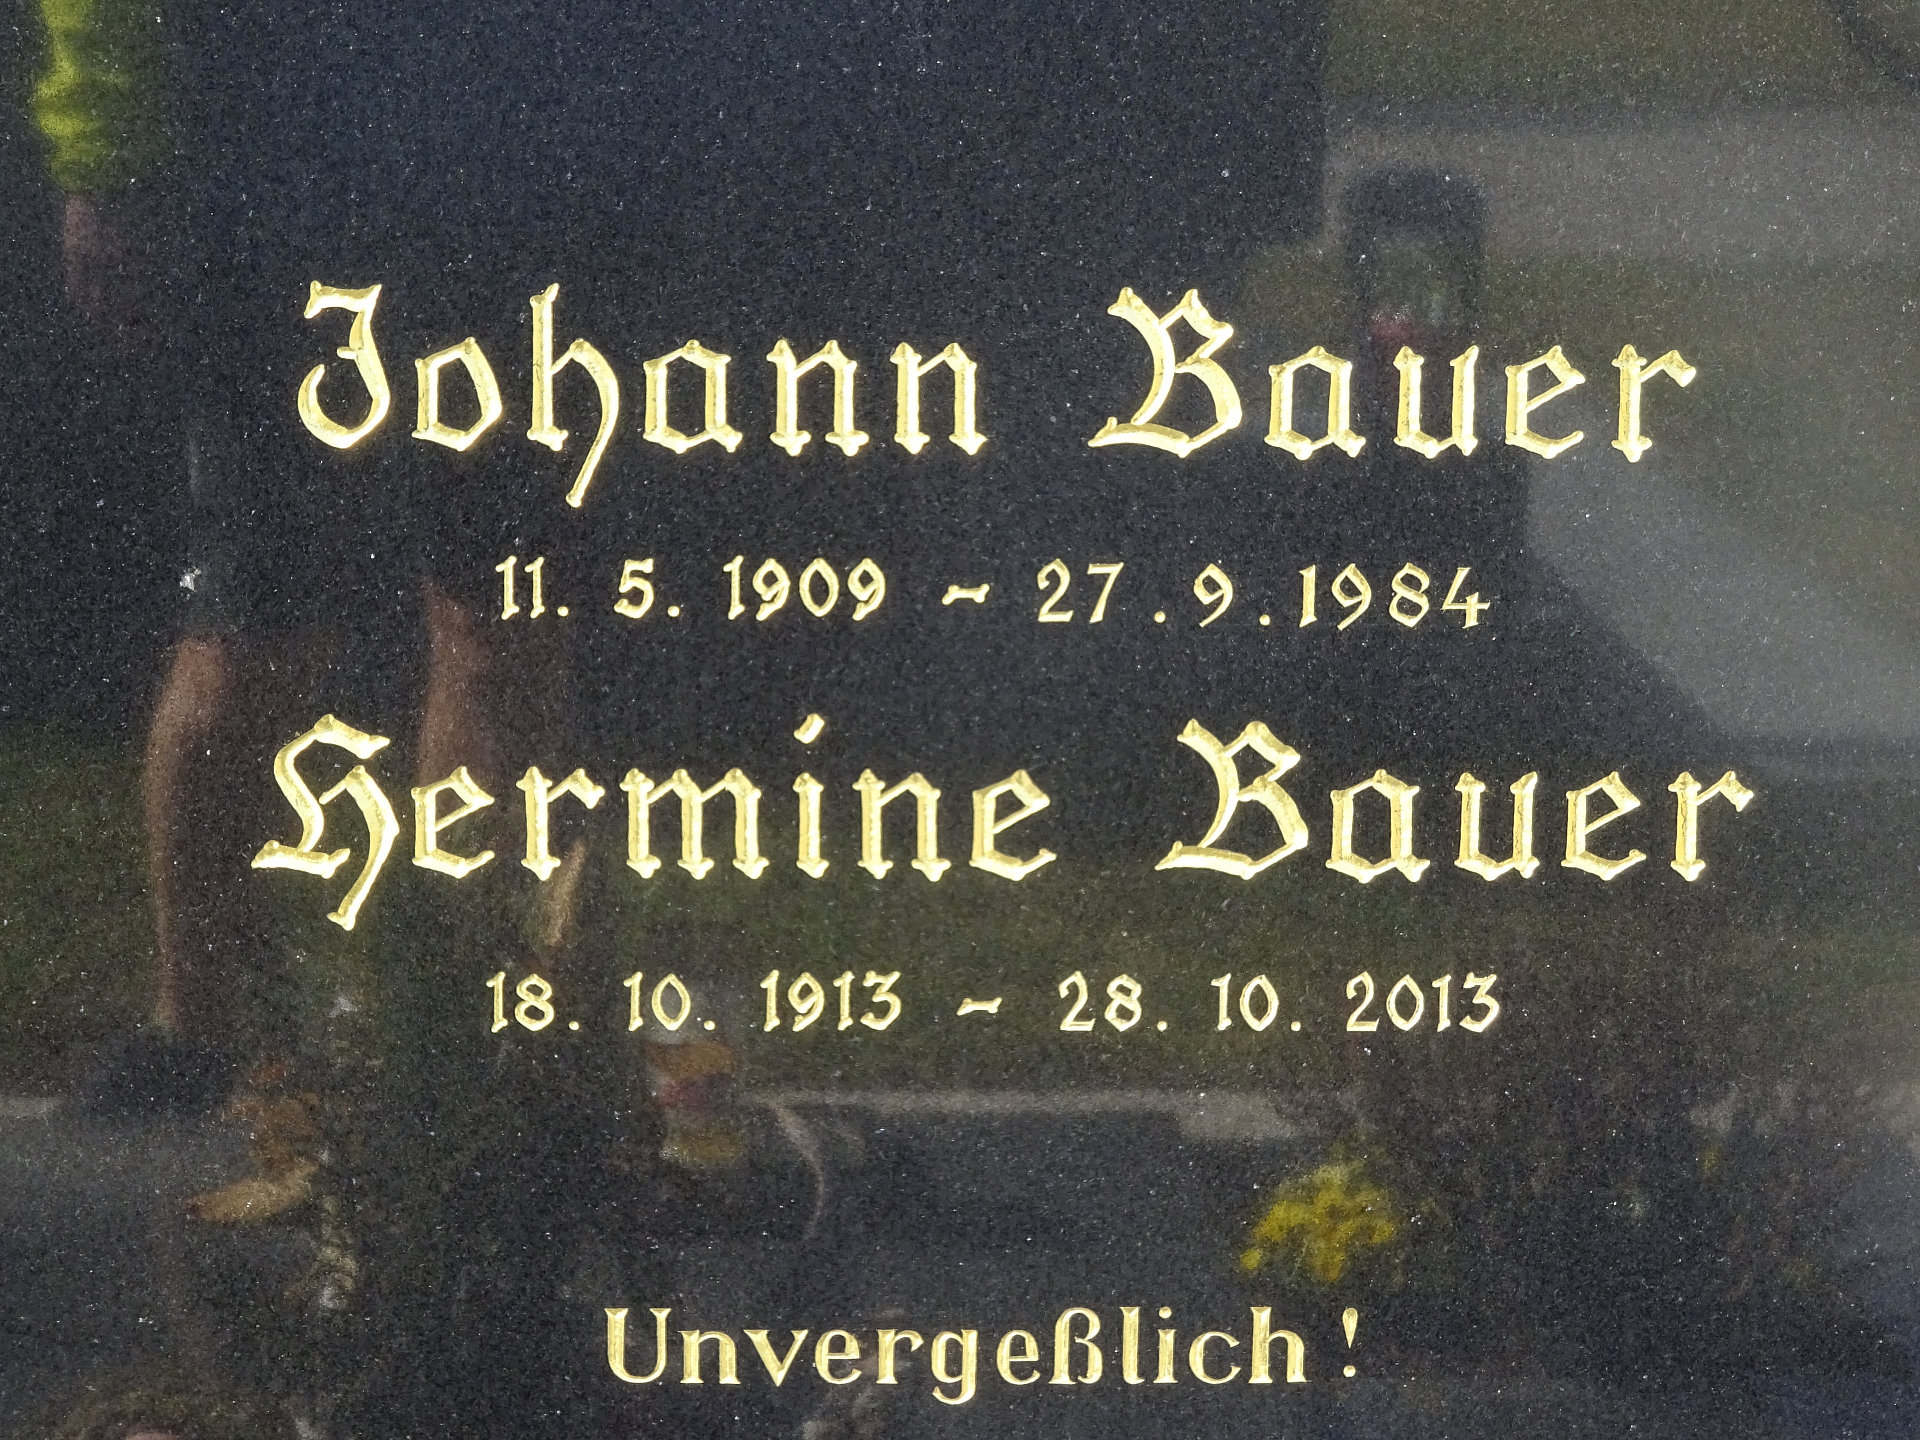 Johann Bauer
11. 5. 1909 - 27. 9. 1984
Hermine Bauer
18. 10. 1913 - 28. 10. 2013
Unvergeßlich!